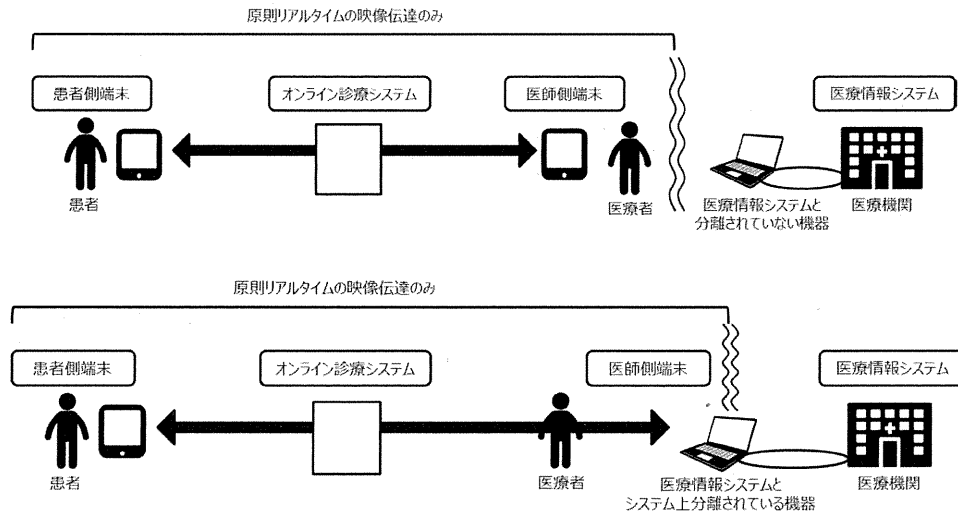 原則リアルタイムの映像伝達のみ
患者側端末
オンライン診療システム
医師側端末
医療情報システム
患者
医療者
医療情報システムと
分離されていない機器
医療機関
原則リアルタイムの映像伝達のみ
患者側端末
オンライン診療システム
医師側端末
医療情報システム
患者
医療者
医療情報システムと
システム上分離されている機器
医療機関